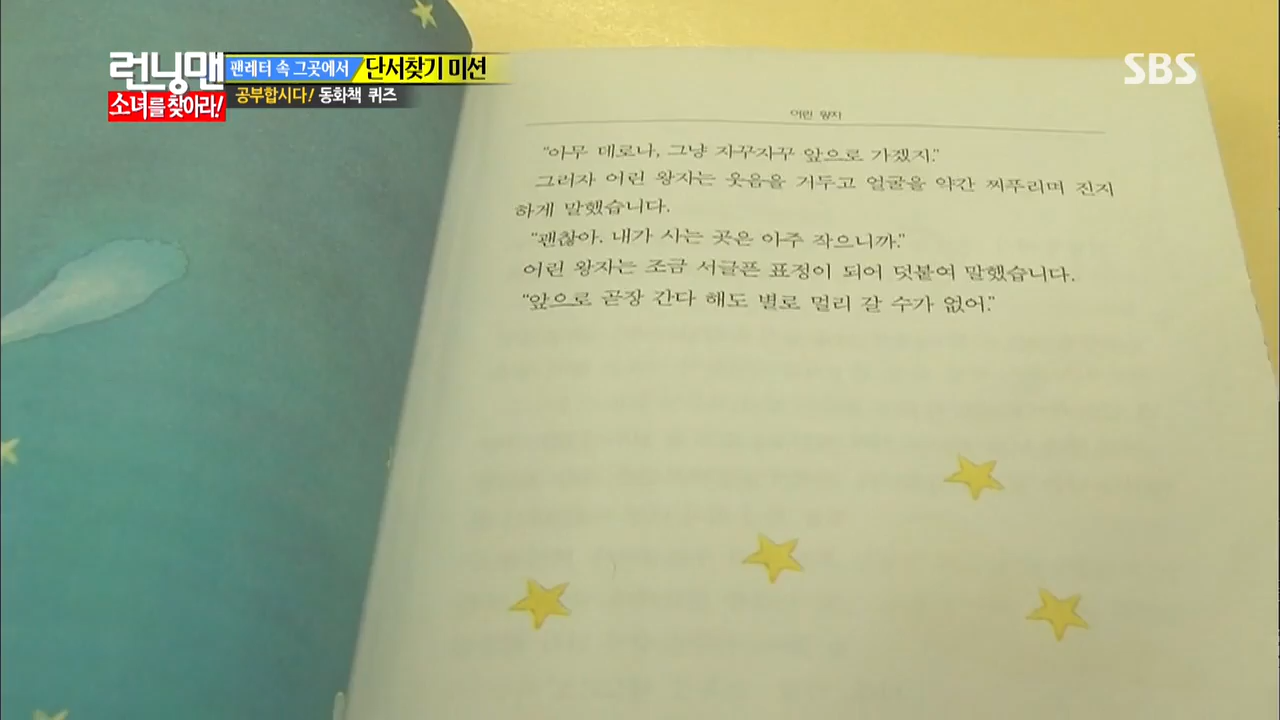 런닝맨 팬레터 속 그곳에서 단서찾기 미션
소녀를 찾아라! 공부합시다! 동화책 퀴즈
SBS
어린 왕자
"아무 데로나, 그냥 자꾸자꾸 앞으로 가겠지."
그러자 어린 왕자는 웃음을 거두고 얼굴을 약간 찌푸리며 진지
하게 말했습니다.
"괜찮아. 내가 사는 곳은 아주 작으니까."
어린 왕자는 조금 서글픈 표정이 되어 덧붙여 말했습니다.
"앞으로 곧장 간다 해도 별로 멀리 갈 수가 없어."